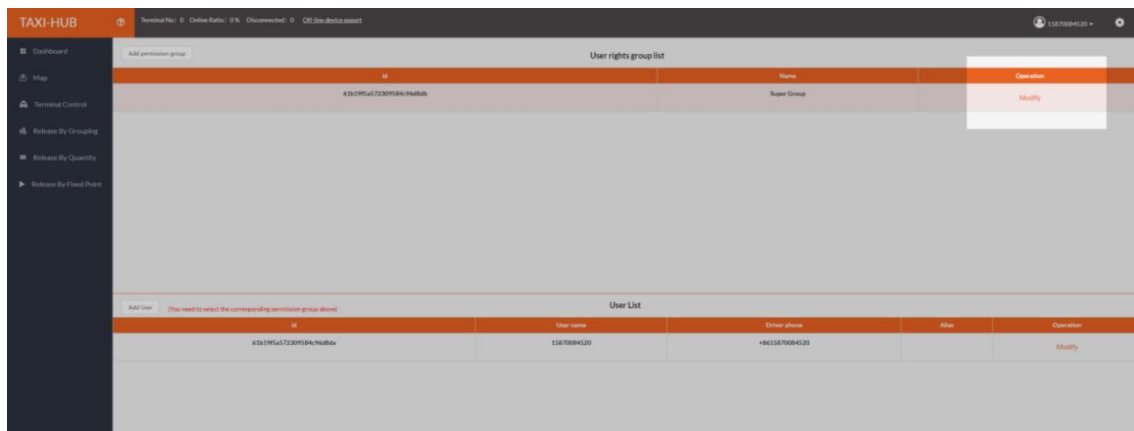 TAXI-HUB
Terminal No: 0 Online Ratio: 0% Disconnected: 0 Off-line device export
15870084520
Dashboard
Map
Terminal Control
Release By Grouping
Release By Quantity
Release By Fixed Point
Add permission group
User rights group list
Id Name Operation
61b19f5a572309584c96d8db Super Group Modify
Add User (You need to select the corresponding permission group above)
User List
Id User name Driver phone Alias Operation
61b19f5a572309584c96d8da 15870084520 +8615870084520 Modify